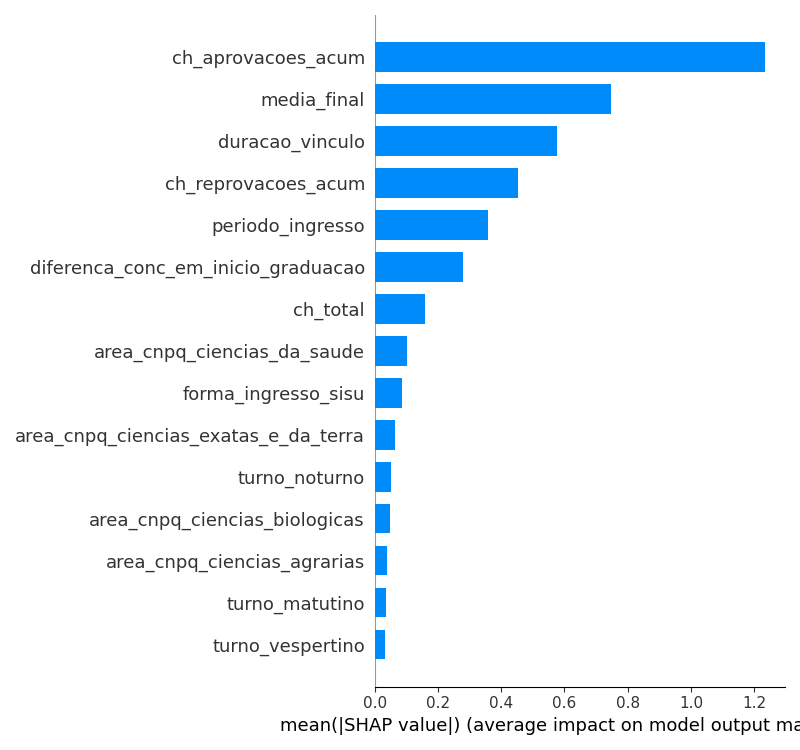 ch_aprovacoes_acum
media_final
duracao_vinculo
ch_reprovacoes_acum
periodo_ingresso
diferenca_conc_em_inicio_graduacao
ch_total
area_cnpq_ciencias_da_saude
forma_ingresso_sisu
area_cnpq_ciencias_exatas_e_da_terra
turno_noturno
area_cnpq_ciencias_biologicas
area_cnpq_ciencias_agrarias
turno_matutino
turno_vespertino
0.0 0.2 0.4 0.6 0.8 1.0 1.2
mean(|SHAP value|) (average impact on model output